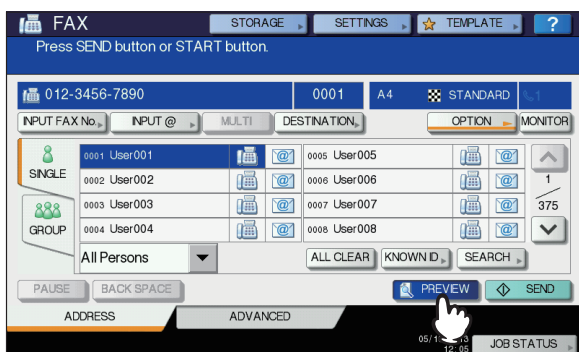 FAX STORAGE SETTINGS TEMPLATE ?
Press SEND button or START button.
012-3456-7890 0001 A4 STANDARD 1
INPUT FAX No. INPUT @ MULTI DESTINATION OPTION MONITOR
SINGLE
GROUP
0001 User001 0005 User005
0002 User002 0006 User006
0003 User003 0007 User007
0004 User004 0008 User008
1
375
All Persons ALL CLEAR KNOWN ID SEARCH
PAUSE BACK SPACE PREVIEW SEND
ADDRESS ADVANCED
12:05 JOB STATUS